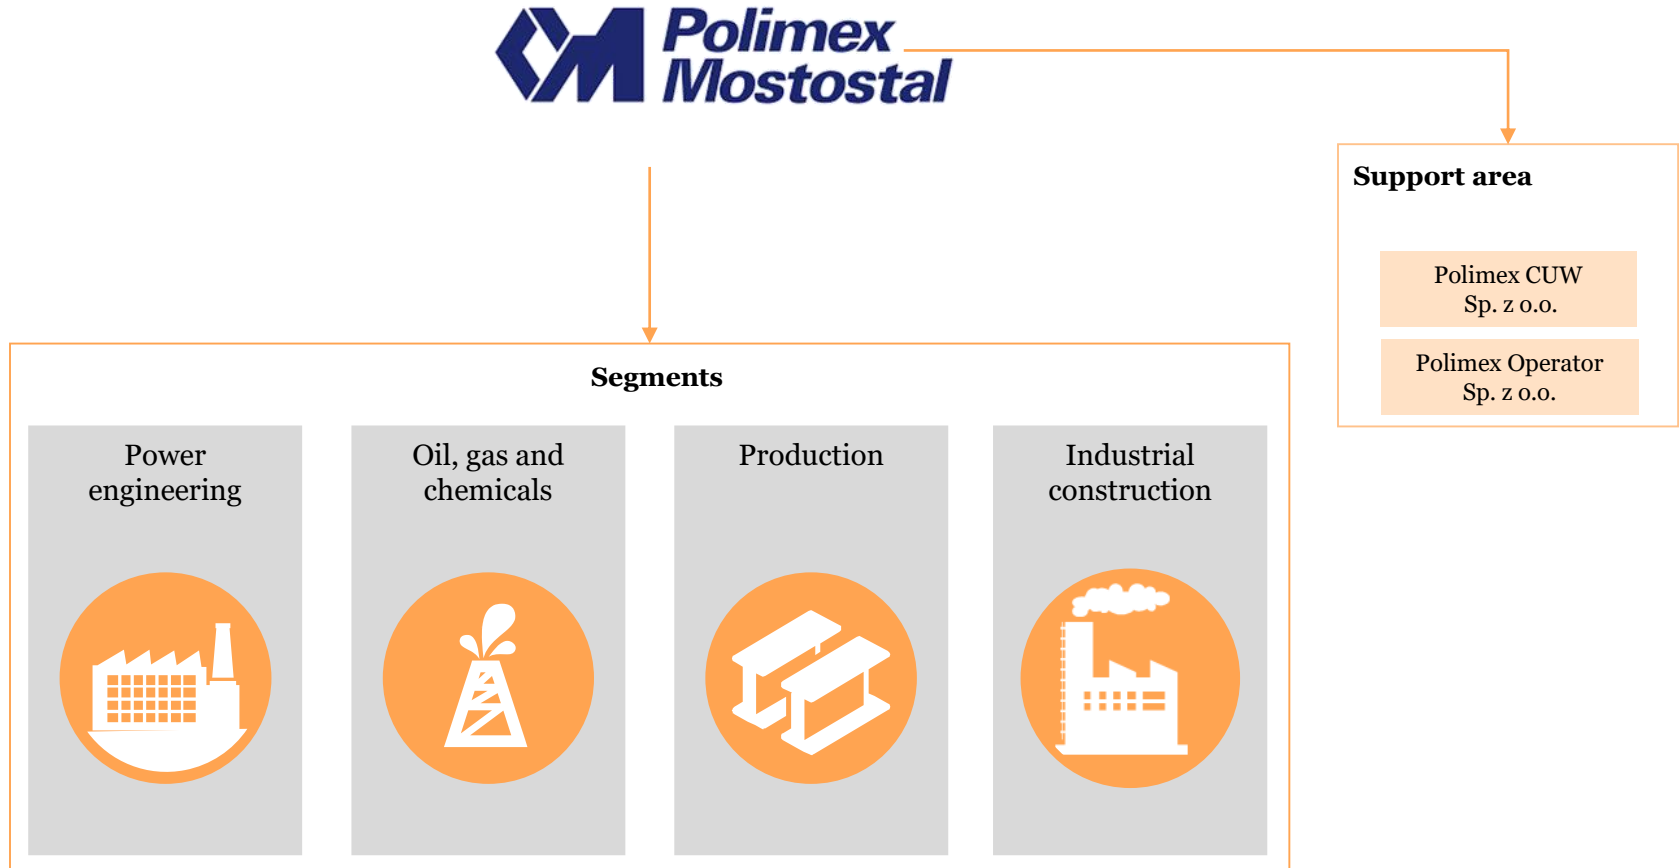 Polimex
Mostostal
Support area
Polimex CUW
Sp. z o.o.
Polimex Operator
Sp. z o.o.
Segments
Power
engineering
Oil, gas and
chemicals
Production
Industrial
construction